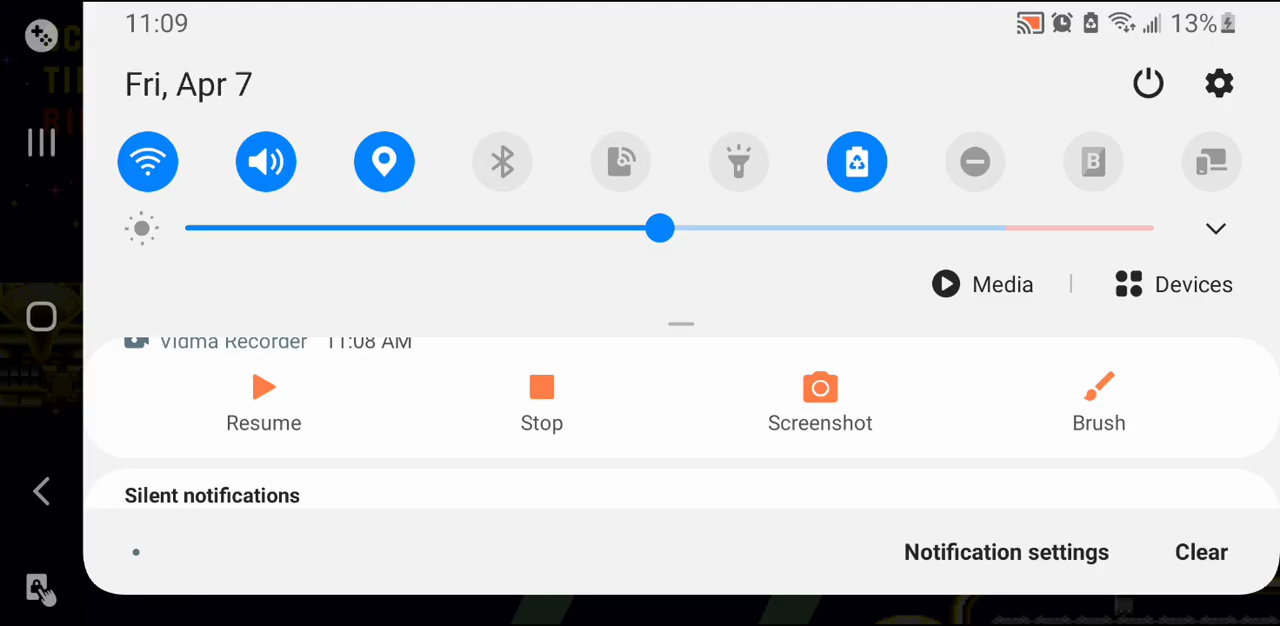 11:09
13%
Fri, Apr 7
B
Media
Devices
Vidma Recorder 11:08 AM
Resume
Stop
Screenshot
Brush
Silent notifications
Notification settings
Clear